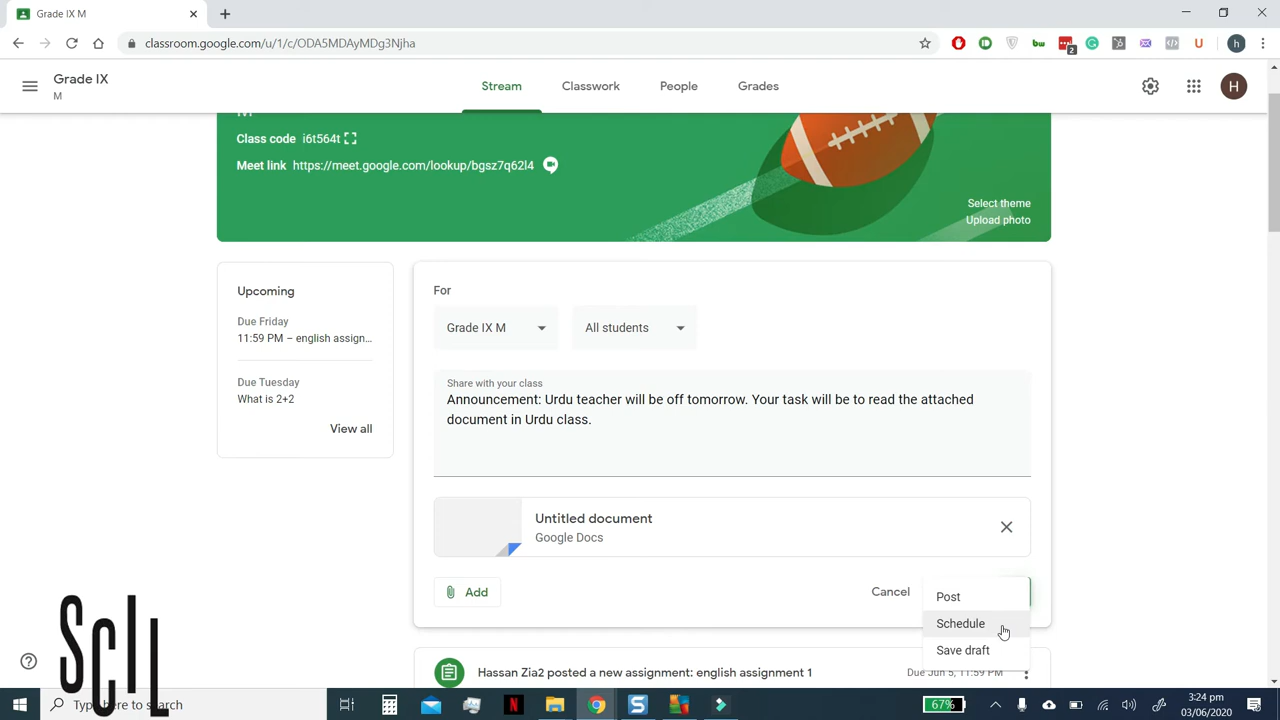 Grade IX M
classroom.google.com/u/1/c/ODA5MDAyMDg3Njha
2
h
Grade IX
M
Stream
Classwork
People
Grades
H
Class code i6t564t
Meet link https://meet.google.com/lookup/bgsz7q62l4
Select theme
Upload photo
Upcoming
Due Friday
11:59 PM – english assign...
Due Tuesday
What is 2+2
View all
For
Grade IX M
All students
Share with your class
Announcement: Urdu teacher will be off tomorrow. Your task will be to read the attached
document in Urdu class.
Untitled document
Google Docs
Add
Cancel
Post
Schedule
Save draft
Hassan Zia2 posted a new assignment: english assignment 1
Due Jun 5, 11:59 PM
Type here to search
67%
3:24 pm
03/06/2020